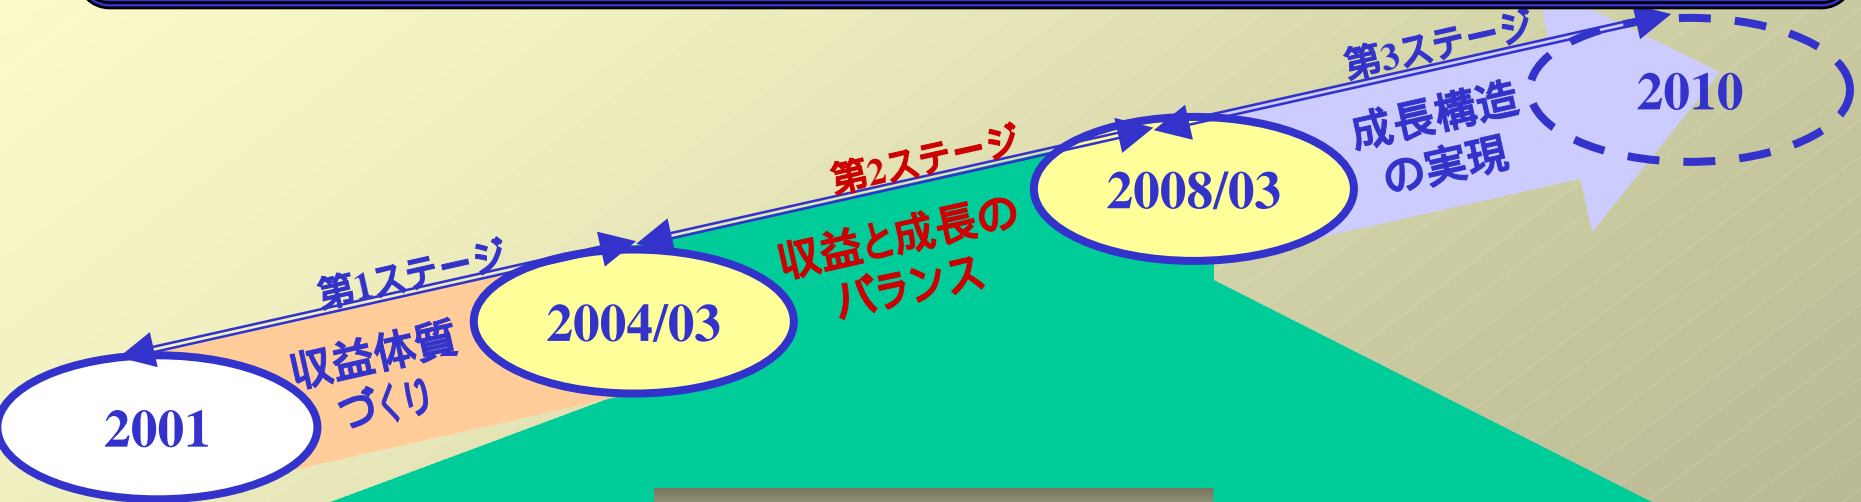 第1ステージ
収益体質
づくり
第2ステージ
収益と成長の
バランス
第3ステージ
成長構造
の実現
2001
2004/03
2008/03
2010